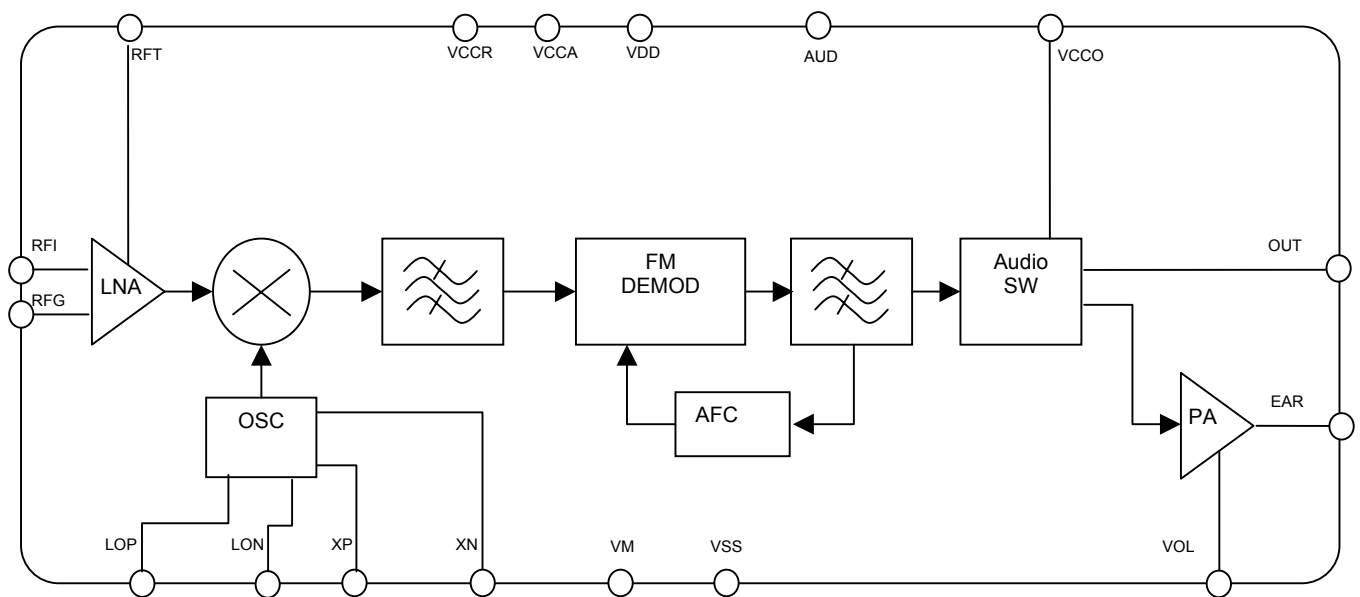 RFT
VCCR
VCCA
VDD
AUD
VCCO
RFI
RFG
LNA
FM
DEMOD
Audio
SW
OUT
OSC
AFC
PA
EAR
LOP
LON
XP
XN
VM
VSS
VOL